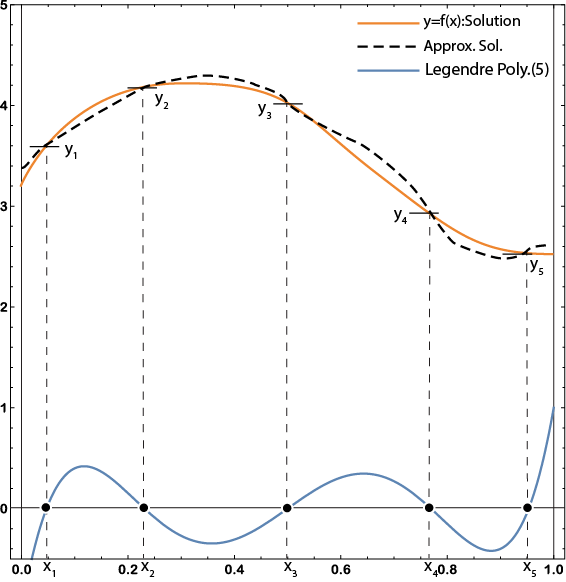 5
y=f(x):Solution
Approx. Sol.
Legendre Poly.(5)
4
y2
y3
y1
3
y4
y5
2
1
0
0.0 x1 0.2 x2 0.4 x3 0.6 x4 0.8 x5 1.0